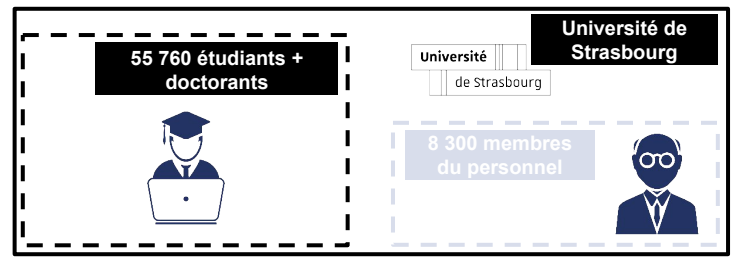 55 760 étudiants +
doctorants
Université
de Strasbourg
Université de
Strasbourg
8 300 membres
du personnel